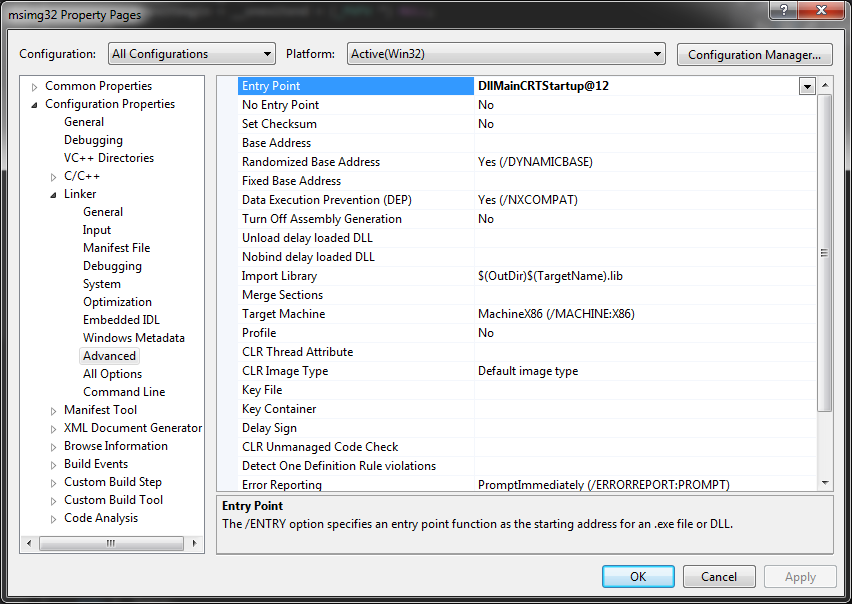 msimg32 Property Pages
Configuration: All Configurations Platform: Active(Win32) Configuration Manager...
Common Properties
Configuration Properties
General
Debugging
VC++ Directories
C/C++
Linker
General
Input
Manifest File
Debugging
System
Optimization
Embedded IDL
Windows Metadata
Advanced
All Options
Command Line
Manifest Tool
XML Document Generator
Browse Information
Build Events
Custom Build Step
Custom Build Tool
Code Analysis
Entry Point DllMainCRTStartup@12
No Entry Point No
Set Checksum No
Base Address
Randomized Base Address Yes (/DYNAMICBASE)
Fixed Base Address
Data Execution Prevention (DEP) Yes (/NXCOMPAT)
Turn Off Assembly Generation No
Unload delay loaded DLL
Nobind delay loaded DLL
Import Library $(OutDir)$(TargetName).lib
Merge Sections
Target Machine MachineX86 (/MACHINE:X86)
Profile No
CLR Thread Attribute
CLR Image Type Default image type
Key File
Key Container
Delay Sign
CLR Unmanaged Code Check
Detect One Definition Rule violations
Error Reporting PromptImmediately (/ERRORREPORT:PROMPT)
Entry Point
The /ENTRY option specifies an entry point function as the starting address for an .exe file or DLL.
OK Cancel Apply